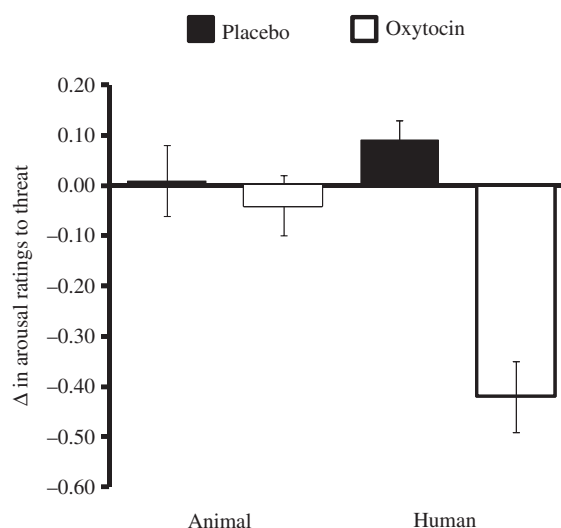 Placebo
Oxytocin
Δ in arousal ratings to threat
0.20
0.10
0.00
–0.10
–0.20
–0.30
–0.40
–0.50
–0.60
Animal
Human